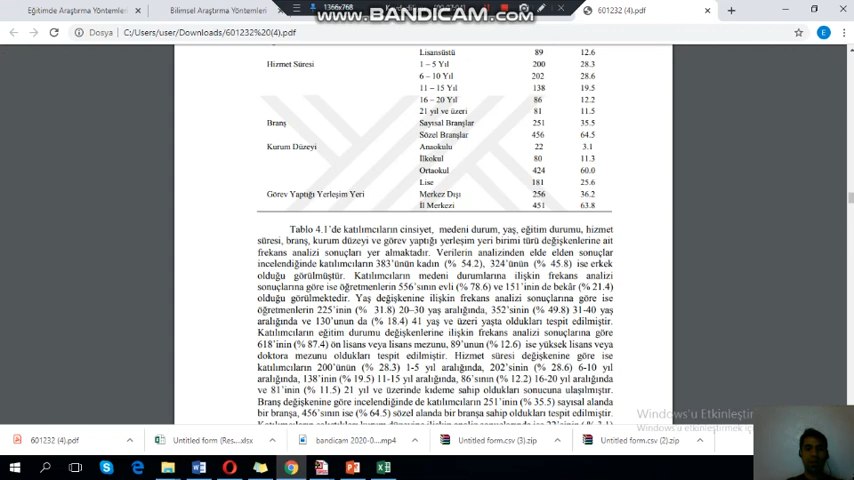 Eğitimde Araştırma Yöntemler
Bilimsel Araştırma Yöntemleri
1366x768
www.BANDICAM.com
601232 (4).pdf
Dosya
C:/Users/user/Downloads/601232%20(4).pdf
E
Lisansüstü 89 12.6
Hizmet Süresi 1 – 5 Yıl 200 28.3
6 – 10 Yıl 202 28.6
11 – 15 Yıl 138 19.5
16 – 20 Yıl 86 12.2
21 yıl ve üzeri 81 11.5
Branş Sayısal Branşlar 251 35.5
Sözel Branşlar 456 64.5
Kurum Düzeyi Anaokulu 22 3.1
İlkokul 80 11.3
Ortaokul 424 60.0
Lise 181 25.6
Görev Yaptığı Yerleşim Yeri Merkez Dışı 256 36.2
İl Merkezi 451 63.8
Tablo 4.1'de katılımcıların cinsiyet, medeni durum, yaş, eğitim durumu, hizmet
süresi, branş, kurum düzeyi ve görev yaptığı yerleşim yeri birimi türü değişkenlerine ait
frekans analizi sonuçları yer almaktadır. Verilerin analizinden elde edlen sonuçlar
incelendiğinde katılımcıların 383'ünün kadın (% 54.2), 324'ünün (% 45.8) ise erkek
olduğu görülmüştür. Katılımcıların medeni durumlarına ilişkin frekans analizi
sonuçlarına göre ise öğretmenlerin 556'sının evli (% 78.6) ve 151'inin de bekâr (% 21.4)
olduğu görülmektedir. Yaş değişkenine ilişkin frekans analizi sonuçlarına göre ise
öğretmenlerin 225'inin (% 31.8) 20–30 yaş aralığında, 352'sinin (% 49.8) 31-40 yaş
aralığında ve 130'unun da (% 18.4) 41 yaş ve üzeri yaşta oldukları tespit edilmiştir.
Katılımcıların eğitim durumu değişkenlerine ilişkin frekans analizi sonuçlarına göre
618'inin (% 87.4) ön lisans veya lisans mezunu, 89'unun (% 12.6) ise yüksek lisans veya
doktora mezunu oldukları tespit edilmiştir. Hizmet süresi değişkenine göre ise
katılımcıların 200'ünün (% 28.3) 1-5 yıl aralığında, 202'sinin (% 28.6) 6-10 yıl
aralığında, 138'inin (% 19.5) 11-15 yıl aralığında, 86'sının (% 12.2) 16-20 yıl aralığında
ve 81'inin (% 11.5) 21 yıl ve üzerinde kıdeme sahip oldukları sonucuna ulaşılmıştır.
Branş değişkenine göre incelendiğinde de katılımcıların 251'inin (% 35.5) sayısal alanda
bir branşa, 456'sının ise (% 64.5) sözel alanda bir branşa sahip oldukları tespit edilmiştir.
Windows'u Etkinleştir
Windows'u etkinleştirmek iç
601232 (4).pdf
Untitled form (Res....xlsx
bandicam 2020-0....mp4
Untitled form.csv (3).zip
Untitled form.csv (2).zip